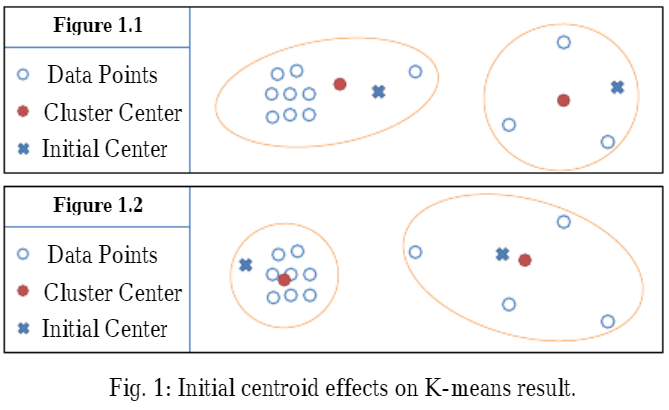 Figure 1.1
Data Points
Cluster Center
Initial Center
Figure 1.2
Data Points
Cluster Center
Initial Center
Fig. 1: Initial centroid effects on K-means result.